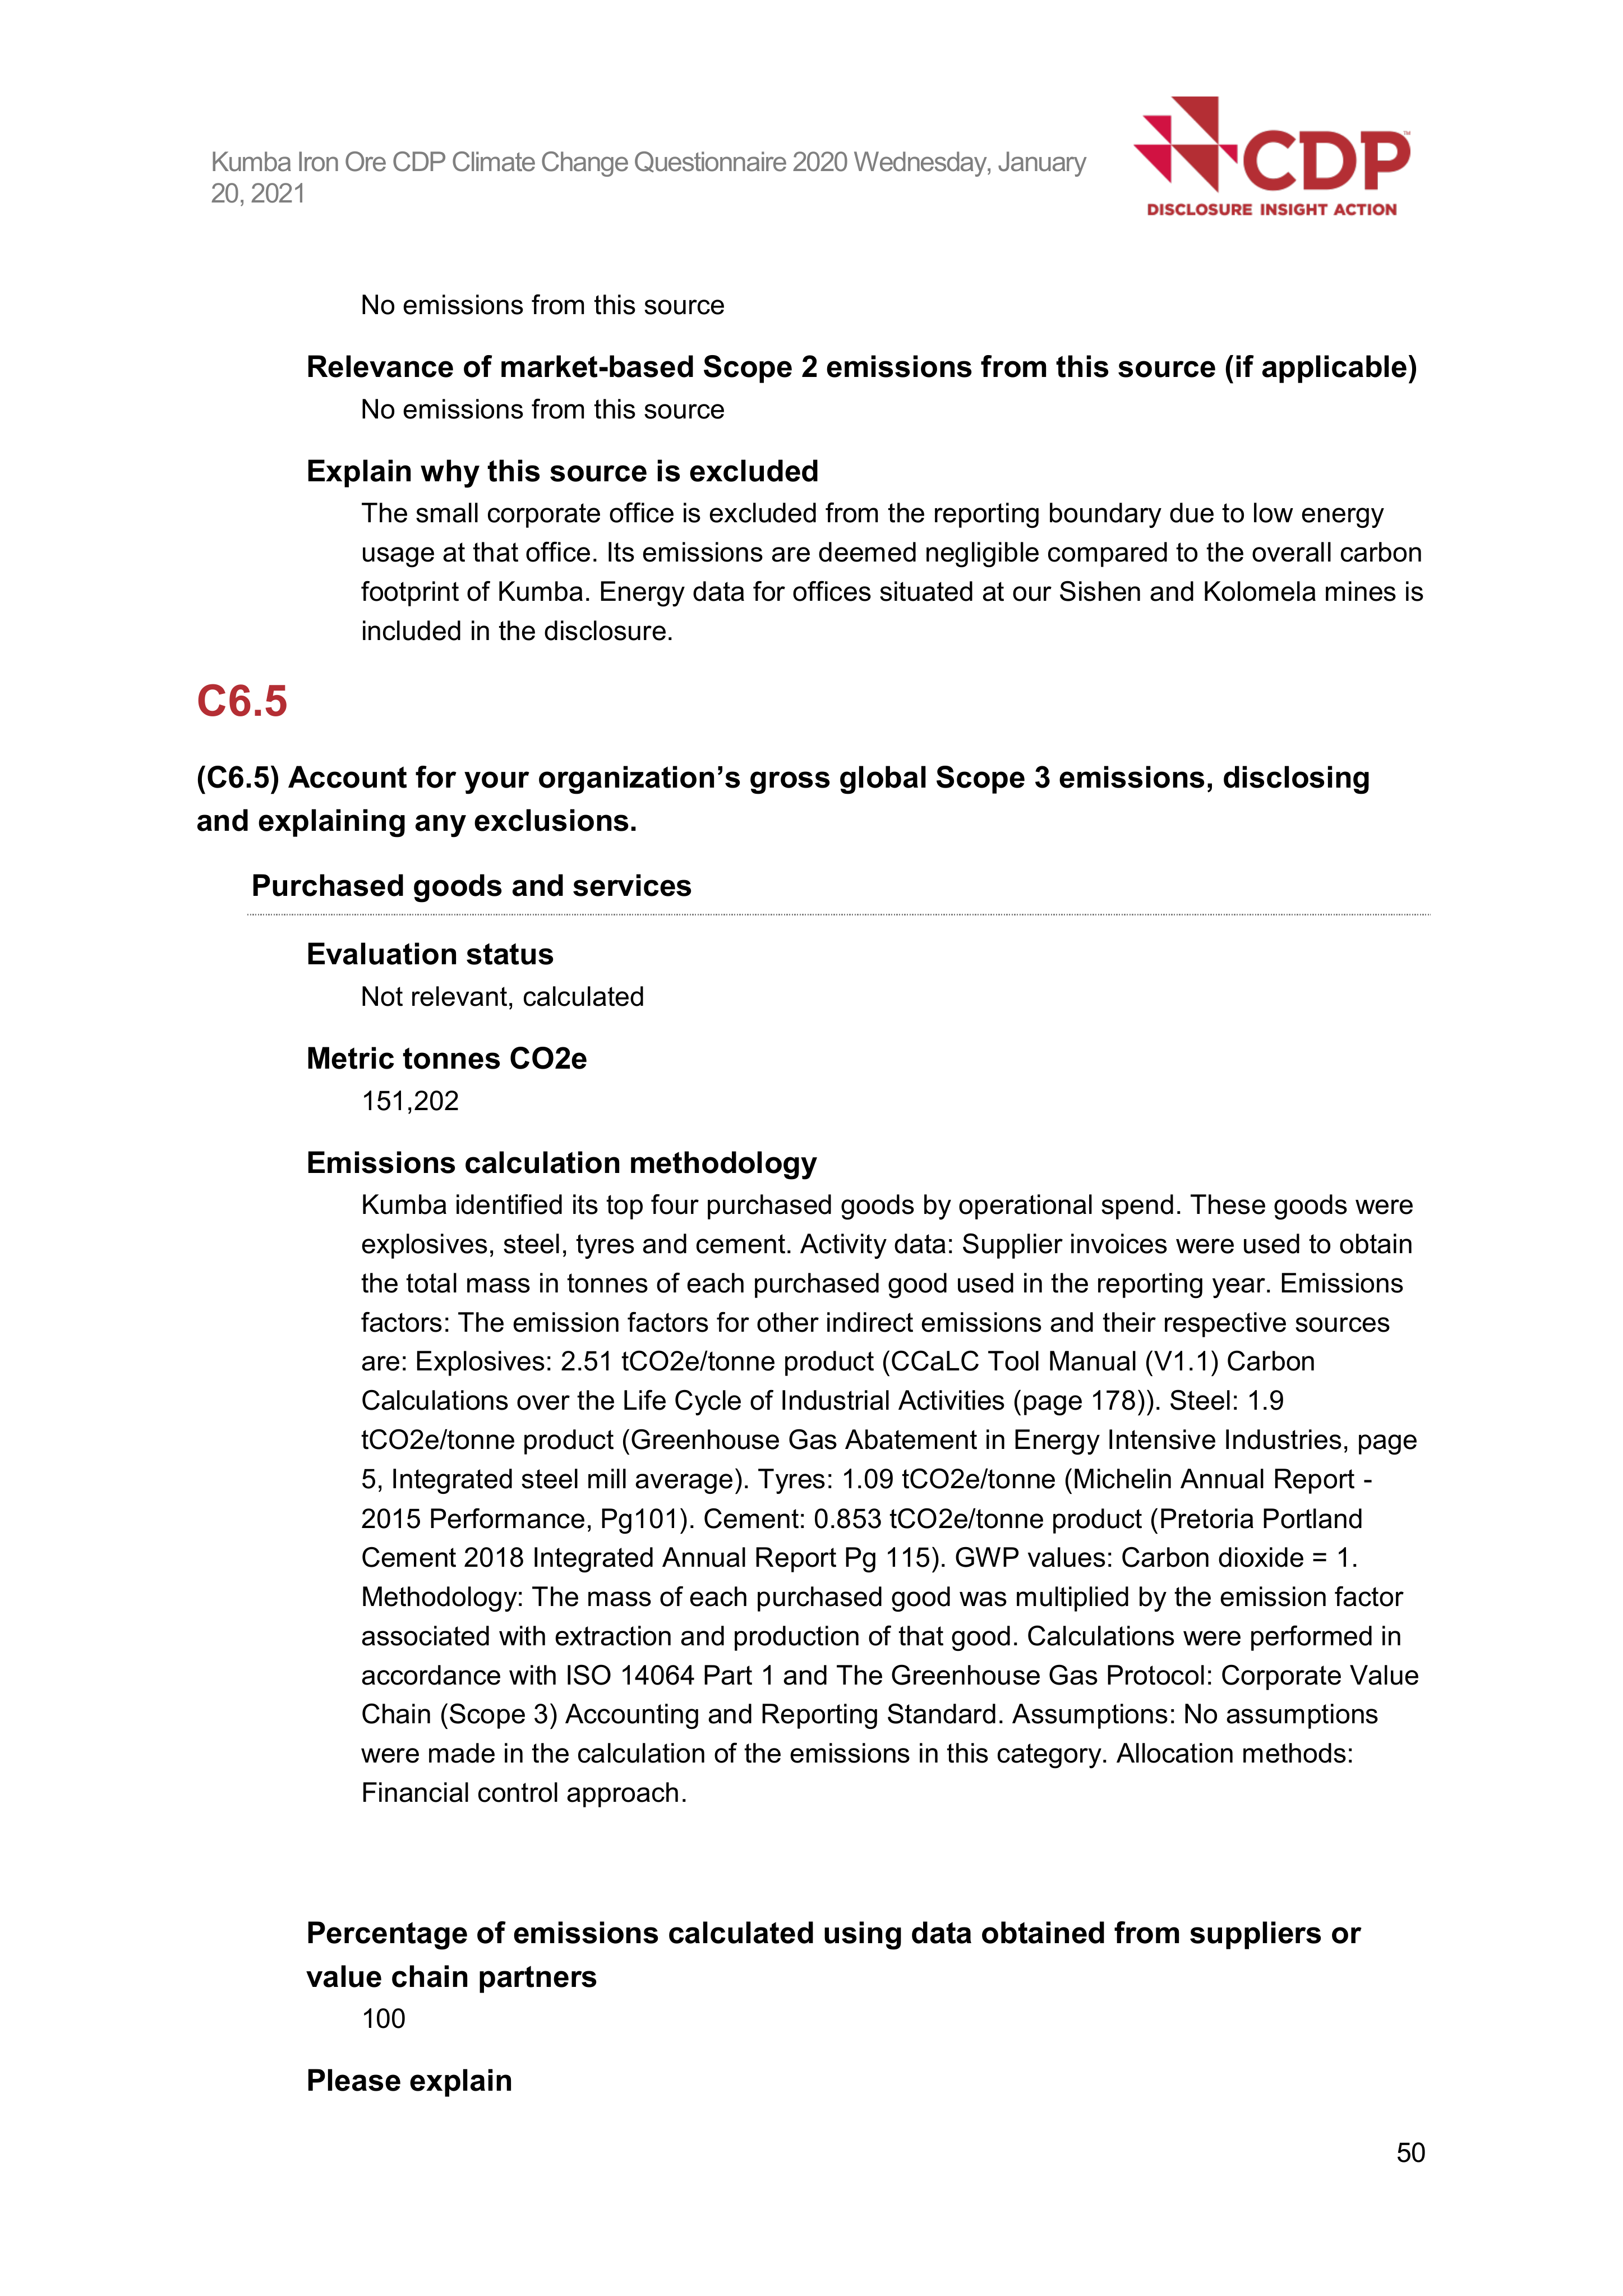 Kumba Iron Ore CDP Climate Change Questionnaire 2020 Wednesday, January
20, 2021
CDP™
DISCLOSURE INSIGHT ACTION
No emissions from this source
Relevance of market-based Scope 2 emissions from this source (if applicable)
No emissions from this source
Explain why this source is excluded
The small corporate office is excluded from the reporting boundary due to low energy
usage at that office. Its emissions are deemed negligible compared to the overall carbon
footprint of Kumba. Energy data for offices situated at our Sishen and Kolomela mines is
included in the disclosure.
C6.5
(C6.5) Account for your organization’s gross global Scope 3 emissions, disclosing
and explaining any exclusions.
Purchased goods and services
Evaluation status
Not relevant, calculated
Metric tonnes CO2e
151,202
Emissions calculation methodology
Kumba identified its top four purchased goods by operational spend. These goods were
explosives, steel, tyres and cement. Activity data: Supplier invoices were used to obtain
the total mass in tonnes of each purchased good used in the reporting year. Emissions
factors: The emission factors for other indirect emissions and their respective sources
are: Explosives: 2.51 tCO2e/tonne product (CCaLC Tool Manual (V1.1) Carbon
Calculations over the Life Cycle of Industrial Activities (page 178)). Steel: 1.9
tCO2e/tonne product (Greenhouse Gas Abatement in Energy Intensive Industries, page
5, Integrated steel mill average). Tyres: 1.09 tCO2e/tonne (Michelin Annual Report -
2015 Performance, Pg101). Cement: 0.853 tCO2e/tonne product (Pretoria Portland
Cement 2018 Integrated Annual Report Pg 115). GWP values: Carbon dioxide = 1.
Methodology: The mass of each purchased good was multiplied by the emission factor
associated with extraction and production of that good. Calculations were performed in
accordance with ISO 14064 Part 1 and The Greenhouse Gas Protocol: Corporate Value
Chain (Scope 3) Accounting and Reporting Standard. Assumptions: No assumptions
were made in the calculation of the emissions in this category. Allocation methods:
Financial control approach.
Percentage of emissions calculated using data obtained from suppliers or
value chain partners
100
Please explain
50